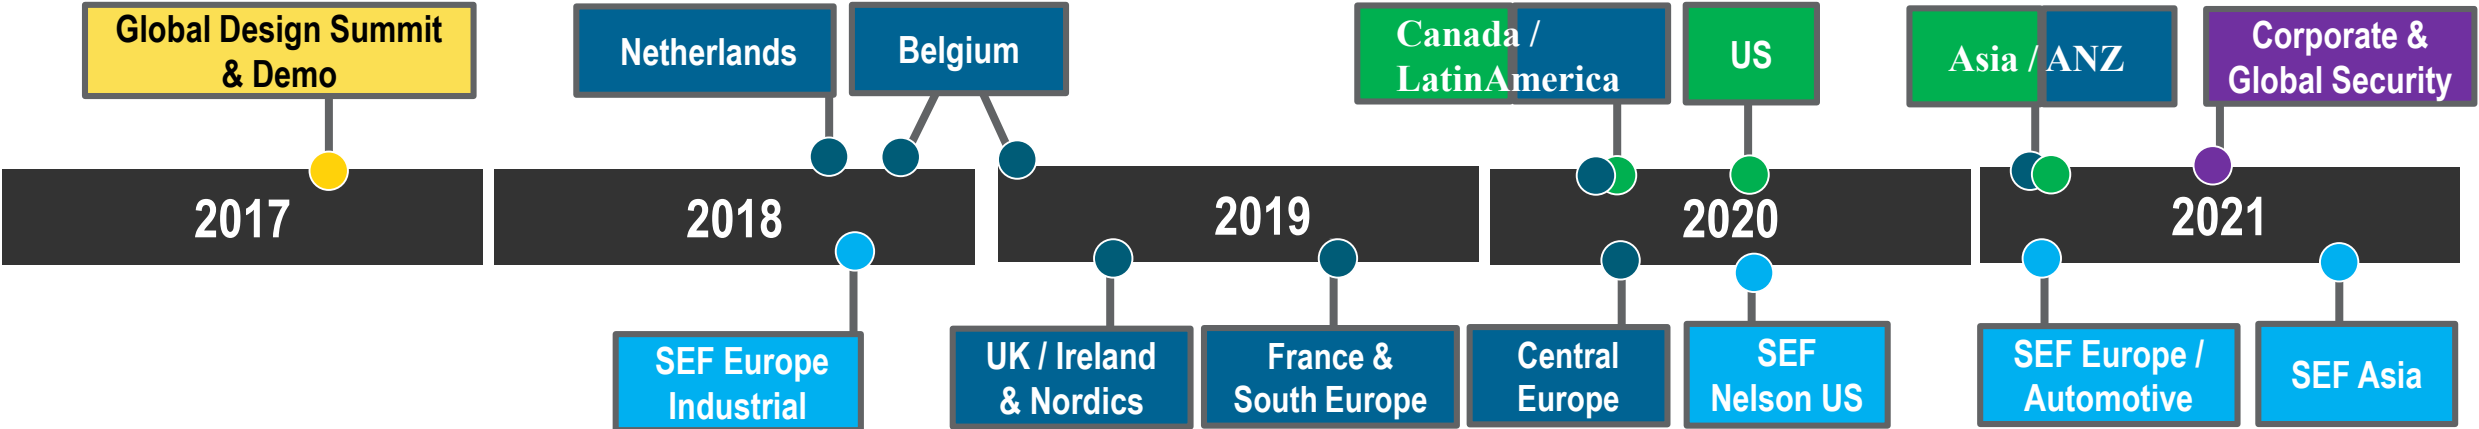 Global Design Summit
& Demo
Netherlands
Belgium
Canada /
LatinAmerica
US
Asia / ANZ
Corporate &
Global Security
2017
2018
2019
2020
2021
SEF Europe
Industrial
UK / Ireland
& Nordics
France &
South Europe
Central
Europe
SEF
Nelson US
SEF Europe /
Automotive
SEF Asia